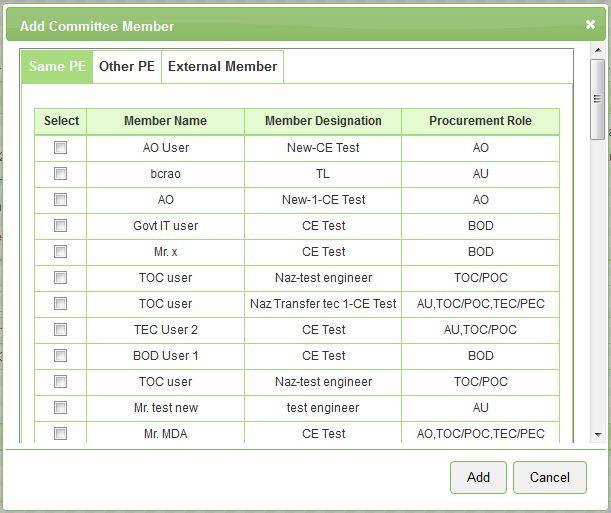 Add Committee Member
Same PE Other PE External Member
Select Member Name Member Designation Procurement Role
AO User New-CE Test AO
bcrao TL AU
AO New-1-CE Test AO
Govt IT user CE Test BOD
Mr. x CE Test BOD
TOC user Naz-test engineer TOC/POC
TOC user Naz Transfer tec 1-CE Test AU,TOC/POC,TEC/PEC
TEC User 2 CE Test AU,TOC/POC
BOD User 1 CE Test BOD
TOC user Naz-test engineer TOC/POC
Mr. test new test engineer AU
Mr. MDA CE Test AO,TOC/POC,TEC/PEC
Add Cancel